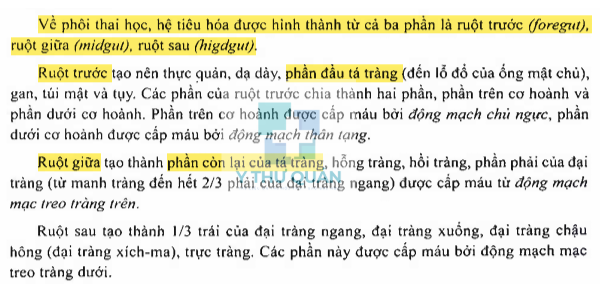 Về phôi thai học, hệ tiêu hóa được hình thành từ cả ba phần là ruột trước (foregut),
ruột giữa (midgut), ruột sau (higdgut).
Ruột trước tạo nên thực quản, dạ dày, phần đầu tá tràng (đến lỗ đổ của ống mật chủ),
gan, túi mật và tụy. Các phần của ruột trước chia thành hai phần, phần trên cơ hoành và
phần dưới cơ hoành. Phần trên cơ hoành được cấp máu bởi động mạch chủ ngực, phần
dưới cơ hoành được cấp máu bởi động mạch thân tạng.
Ruột giữa tạo thành phần còn lại của tá tràng, hỗng tràng, hồi tràng, phần phải của đại
tràng (từ manh tràng đến hết 2/3 phải của đại tràng ngang) được cấp máu từ động mạch
mạc treo tràng trên.
Y THƯ QUÁN
Ruột sau tạo thành 1/3 trái của đại tràng ngang, đại tràng xuống, đại tràng chậu
hông (đại tràng xích-ma), trực tràng. Các phần này được cấp máu bởi động mạch mạc
treo tràng dưới.